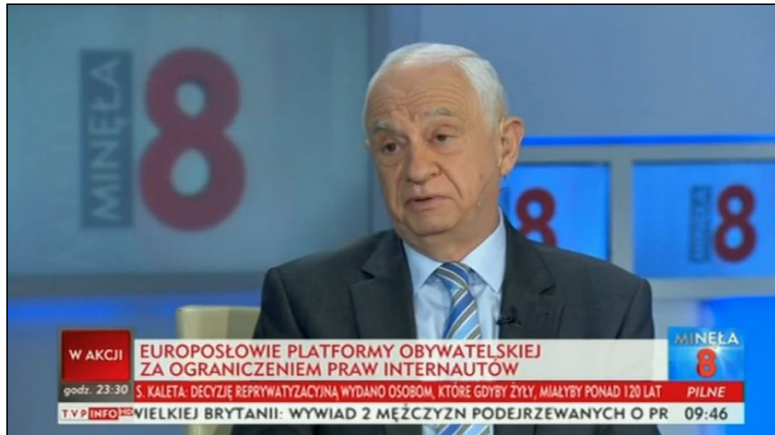 MINĘŁA
8
8
MINĘŁA
8
W AKCJI
EUROPOSŁOWIE PLATFORMY OBYWATELSKIEJ
ZA OGRANICZENIEM PRAW INTERNAUTÓW
MINĘŁA
8
godz. 23:30
S. KALETA: DECYZJĘ REPRYWATYZACYJNĄ WYDANO OSOBOM, KTÓRE GDYBY ŻYŁY, MIAŁYBY PONAD 120 LAT
PILNE
TVP INFO HD
WIELKIEJ BRYTANII: WYWIAD 2 MĘŻCZYZN PODEJRZEWANYCH O PR
09:46